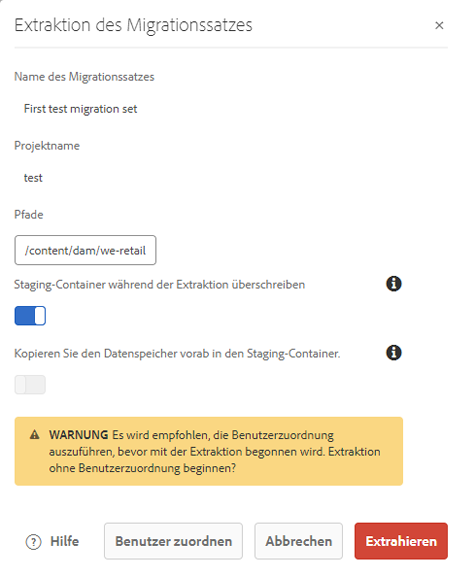 Extraktion des Migrationssatzes
Name des Migrationssatzes
First test migration set
Projektname
test
Pfade
/content/dam/we-retail
Staging-Container während der Extraktion überschreiben
Kopieren Sie den Datenspeicher vorab in den Staging-Container.
WARNUNG Es wird empfohlen, die Benutzerzuordnung
auszuführen, bevor mit der Extraktion begonnen wird. Extraktion
ohne Benutzerzuordnung beginnen?
Hilfe
Benutzer zuordnen
Abbrechen
Extrahieren